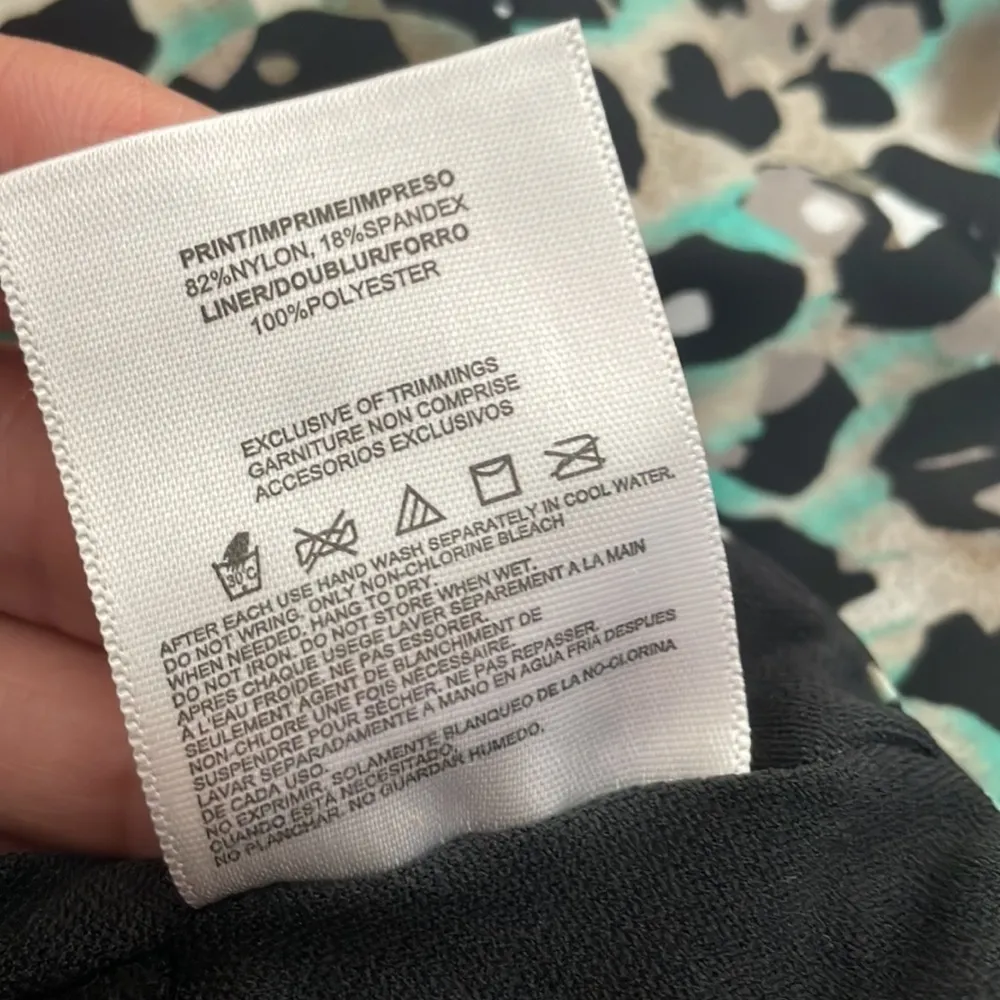 PRINT/IMPRIME/IMPRESO
82%NYLON, 18%SPANDEX
LINER/DOUBLUR/FORRO
100%POLYESTER
EXCLUSIVE OF TRIMMINGS
GARNITURE NON COMPRISE
ACCESORIOS EXCLUSIVOS
30°C
AFTER EACH USE HAND WASH SEPARATELY IN COOL WATER.
DO NOT WRING. ONLY NON-CHLORINE BLEACH
WHEN NEEDED. HANG TO DRY.
DO NOT IRON. DO NOT STORE WHEN WET.
APRES CHAQUE USEGE LAVER SEPAREMENT A LA MAIN
A L'EAU FROIDE. NE PAS ESSORER.
SEULEMENT AGENT DE BLANCHIMENT DE
NON-CHLORE UNE FOIS NÉCESSAIRE.
SUSPENDRE POUR SÉCHER. NE PAS REPASSER.
LAVAR SEPARADAMENTE A MANO EN AGUA FRIA DESPUES
DE CADA USO.
NO EXPRIMIR. SOLAMENTE BLANQUEO DE LA NO-CLORINA
CUANDO ESTA NECESITADO.
NO PLANCHAR. NO GUARDAR HUMEDO.